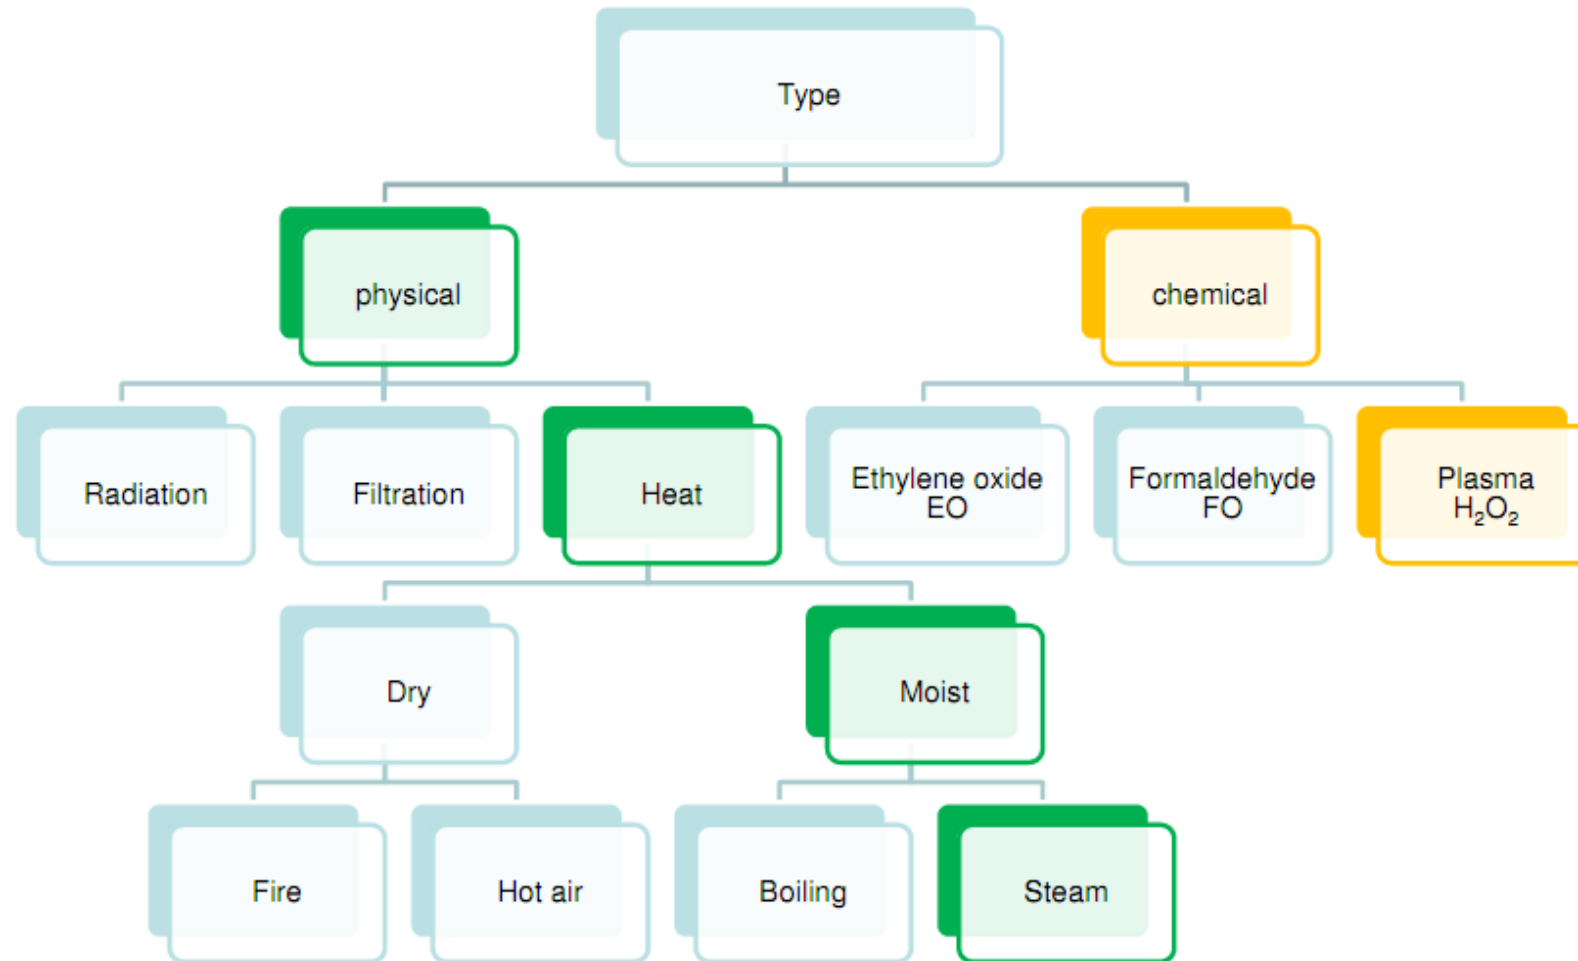 Type
physical
chemical
Radiation
Filtration
Heat
Ethylene oxide
EO
Formaldehyde
FO
Plasma
H₂O₂
Dry
Moist
Fire
Hot air
Boiling
Steam